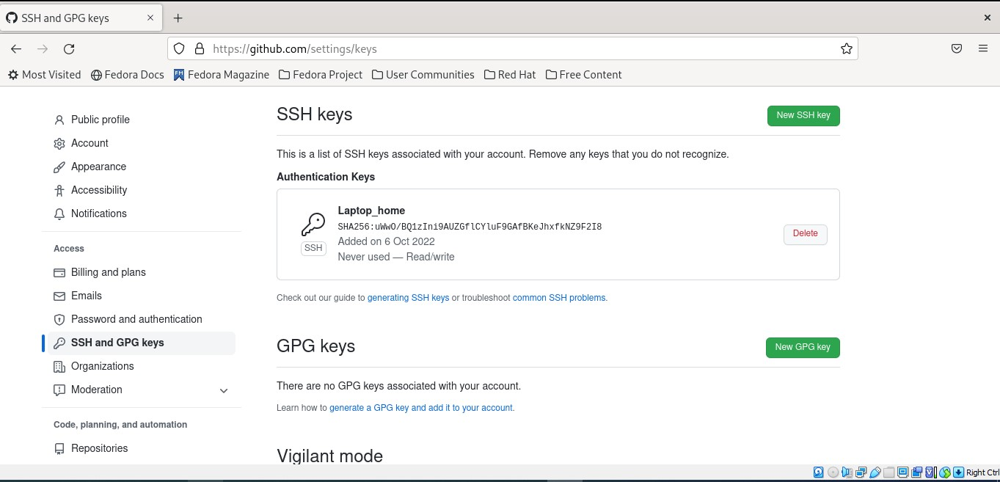 SSH and GPG keys
https://github.com/settings/keys
Most Visited Fedora Docs Fedora Magazine Fedora Project User Communities Red Hat Free Content
Public profile
Account
Appearance
Accessibility
Notifications
Access
Billing and plans
Emails
Password and authentication
SSH and GPG keys
Organizations
Moderation
Code, planning, and automation
Repositories
SSH keys
New SSH key
This is a list of SSH keys associated with your account. Remove any keys that you do not recognize.
Authentication Keys
Laptop_home
SHA256:uWwO/BQ1zIni9AUZGflCYluF9GAfBKeJhxfkNZ9F2I8
Added on 6 Oct 2022
SSH
Never used — Read/write
Delete
Check out our guide to generating SSH keys or troubleshoot common SSH problems.
GPG keys
New GPG key
There are no GPG keys associated with your account.
Learn how to generate a GPG key and add it to your account.
Vigilant mode
Right Ctrl